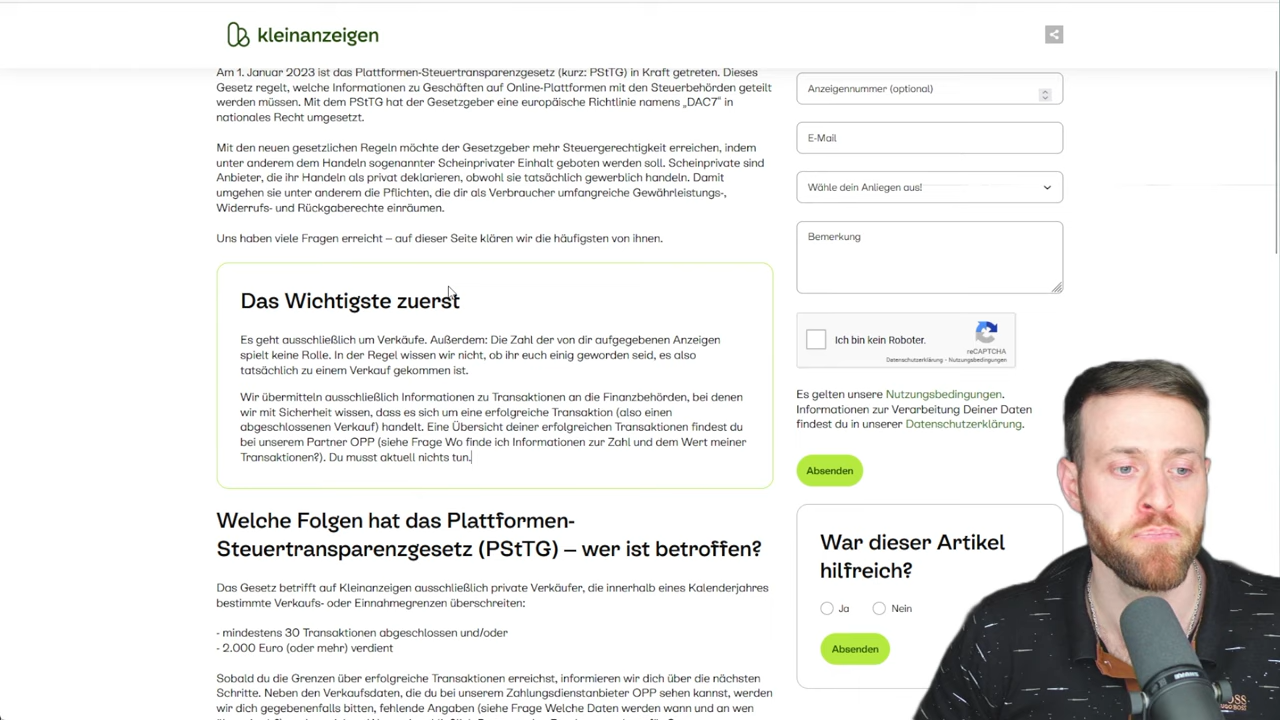 kleinanzeigen
Am 1. Januar 2023 ist das Plattformen-Steuertransparenzgesetz (kurz: PStTG) in Kraft getreten. Dieses
Gesetz regelt, welche Informationen zu Geschäften auf Online-Plattformen mit den Steuerbehörden geteilt
werden müssen. Mit dem PStTG hat der Gesetzgeber eine europäische Richtlinie namens „DAC7" in
nationales Recht umgesetzt.
Mit den neuen gesetzlichen Regeln möchte der Gesetzgeber mehr Steuergerechtigkeit erreichen, indem
unter anderem dem Handeln sogenannter Scheinprivater Einhalt geboten werden soll. Scheinprivate sind
Anbieter, die ihr Handeln als privat deklarieren, obwohl sie tatsächlich gewerblich handeln. Damit
umgehen sie unter anderem die Pflichten, die dir als Verbraucher umfangreiche Gewährleistungs-,
Widerrufs- und Rückgaberechte einräumen.
Uns haben viele Fragen erreicht – auf dieser Seite klären wir die häufigsten von ihnen.
Das Wichtigste zuerst
Es geht ausschließlich um Verkäufe. Außerdem: Die Zahl der von dir aufgegebenen Anzeigen
spielt keine Rolle. In der Regel wissen wir nicht, ob ihr euch einig geworden seid, es also
tatsächlich zu einem Verkauf gekommen ist.
Wir übermitteln ausschließlich Informationen zu Transaktionen an die Finanzbehörden, bei denen
wir mit Sicherheit wissen, dass es sich um eine erfolgreiche Transaktion (also einen
abgeschlossenen Verkauf) handelt. Eine Übersicht deiner erfolgreichen Transaktionen findest du
bei unserem Partner OPP (siehe Frage Wo finde ich Informationen zur Zahl und dem Wert meiner
Transaktionen?). Du musst aktuell nichts tun.
Welche Folgen hat das Plattformen-
Steuertransparenzgesetz (PStTG) – wer ist betroffen?
Das Gesetz betrifft auf Kleinanzeigen ausschließlich private Verkäufer, die innerhalb eines Kalenderjahres
bestimmte Verkaufs- oder Einnahmegrenzen überschreiten:
- mindestens 30 Transaktionen abgeschlossen und/oder
- 2.000 Euro (oder mehr) verdient
Sobald du die Grenzen über erfolgreiche Transaktionen erreichst, informieren wir dich über die nächsten
Schritte. Neben den Verkaufsdaten, die du bei unserem Zahlungsdienstanbieter OPP sehen kannst, werden
wir dich gegebenenfalls bitten, fehlende Angaben (siehe Frage Welche Daten werden wann und an wen
Anzeigennummer (optional)
E-Mail
Wähle dein Anliegen aus!
Bemerkung
Ich bin kein Roboter.
reCAPTCHA
Datenschutzerklärung - Nutzungsbedingungen
Es gelten unsere Nutzungsbedingungen.
Informationen zur Verarbeitung Deiner Daten
findest du in unserer Datenschutzerklärung.
Absenden
War dieser Artikel
hilfreich?
Ja Nein
Absenden